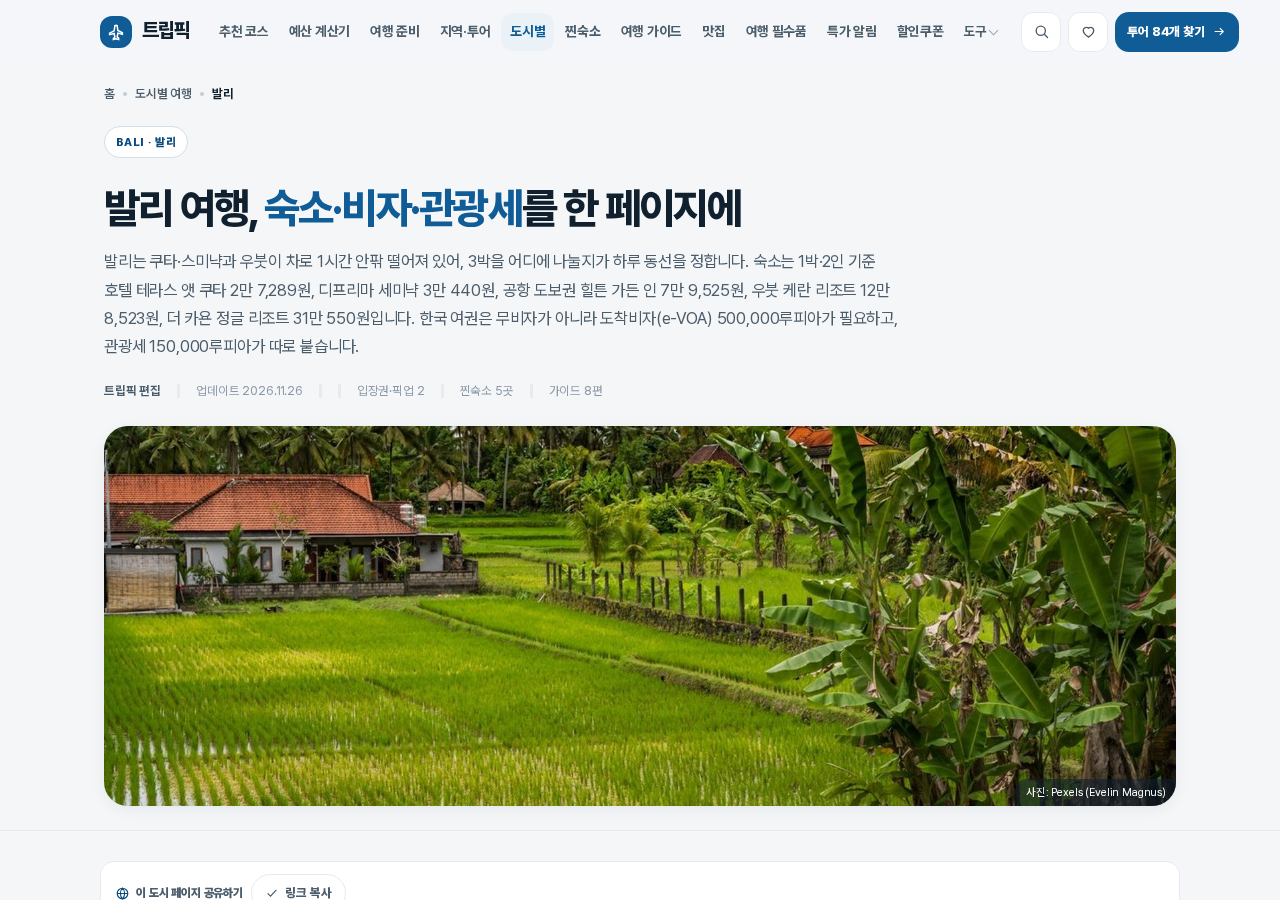 트립픽 추천 코스 예산 계산기 여행 준비 지역·투어 도시별 찐숙소 여행 가이드 맛집 여행 필수품 특가 알림 할인쿠폰 도구 투어 84개 찾기 →
홈 • 도시별 여행 • 발리
BALI · 발리
발리 여행, 숙소·비자·관광세를 한 페이지에
발리는 쿠타·스미냑과 우붓이 차로 1시간 안팎 떨어져 있어, 3박을 어디에 나눌지가 하루 동선을 정합니다. 숙소는 1박·2인 기준
호텔 테라스 앳 쿠타 2만 7,289원, 디프리마 세미냑 3만 440원, 공항 도보권 힐튼 가든 인 7만 9,525원, 우붓 케란 리조트 12만
8,523원, 더 카욘 정글 리조트 31만 550원입니다. 한국 여권은 무비자가 아니라 도착비자(e-VOA) 500,000루피아가 필요하고,
관광세 150,000루피아가 따로 붙습니다.
트립픽 편집 업데이트 2026.11.26 입장권·픽업 2 찐숙소 5곳 가이드 8편
사진: Pexels (Evelin Magnus)
이 도시 페이지 공유하기 링크 복사